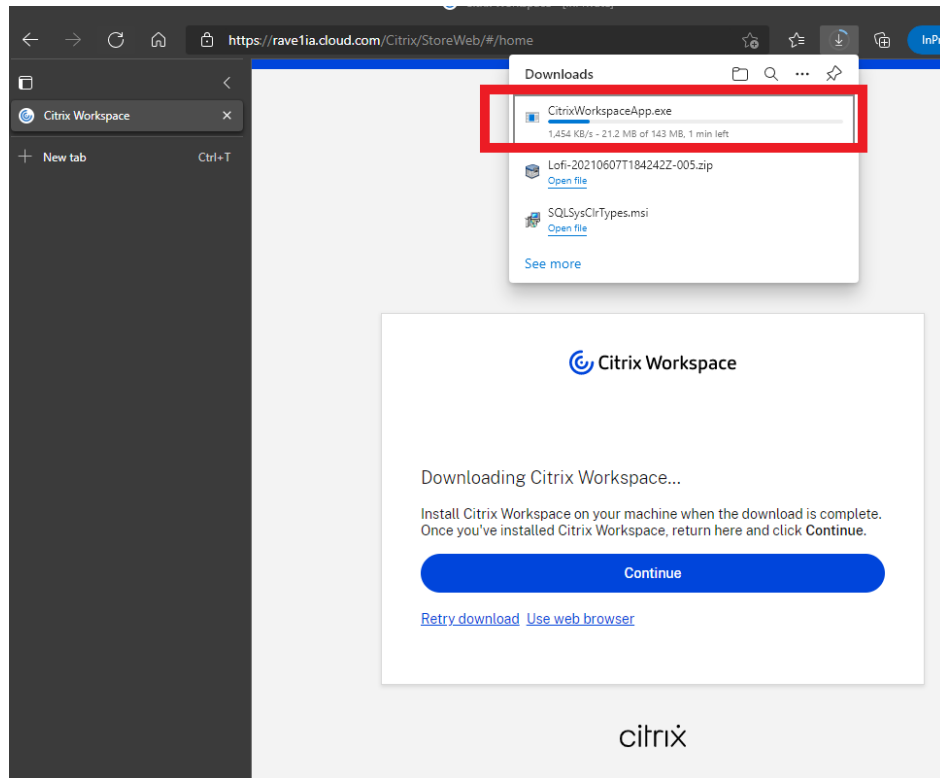 https://rave1ia.cloud.com/Citrix/StoreWeb/#/home
InPr
Citrix Workspace
New tab
Ctrl+T
Downloads
CitrixWorkspaceApp.exe
1,454 KB/s - 21.2 MB of 143 MB, 1 min left
Lofi-20210607T184242Z-005.zip
Open file
SQLSysClrTypes.msi
Open file
See more
Citrix Workspace
Downloading Citrix Workspace...
Install Citrix Workspace on your machine when the download is complete.
Once you've installed Citrix Workspace, return here and click Continue.
Continue
Retry download Use web browser
citrix